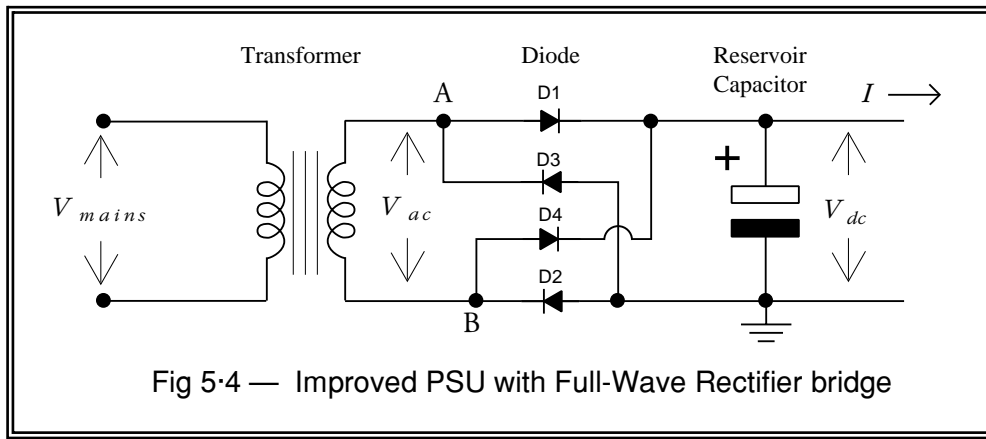 Transformer Diode Reservoir
Capacitor
A D1 I
D3
+
V mains V ac D4 V dc
D2
B
Fig 5·4 — Improved PSU with Full-Wave Rectifier bridge